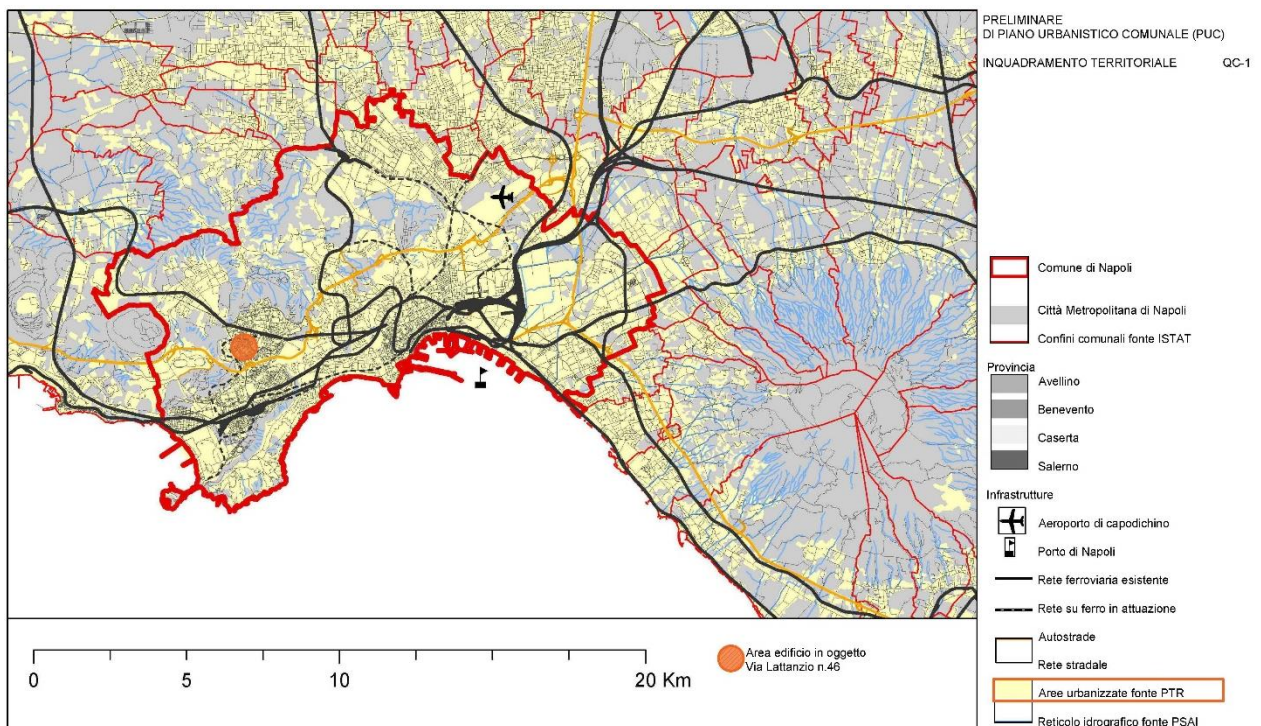 PRELIMINARE
DI PIANO URBANISTICO COMUNALE (PUC)
INQUADRAMENTO TERRITORIALE QC-1
Comune di Napoli
Città Metropolitana di Napoli
Confini comunali fonte ISTAT
Provincia
Avellino
Benevento
Caserta
Salerno
Infrastrutture
Aeroporto di capodichino
Porto di Napoli
Rete ferroviaria esistente
Rete su ferro in attuazione
Autostrade
Rete stradale
Aree urbanizzate fonte PTR
Reticolo idrografico fonte PSAI
0 5 10 20 Km
Area edificio in oggetto
Via Lattanzio n.46